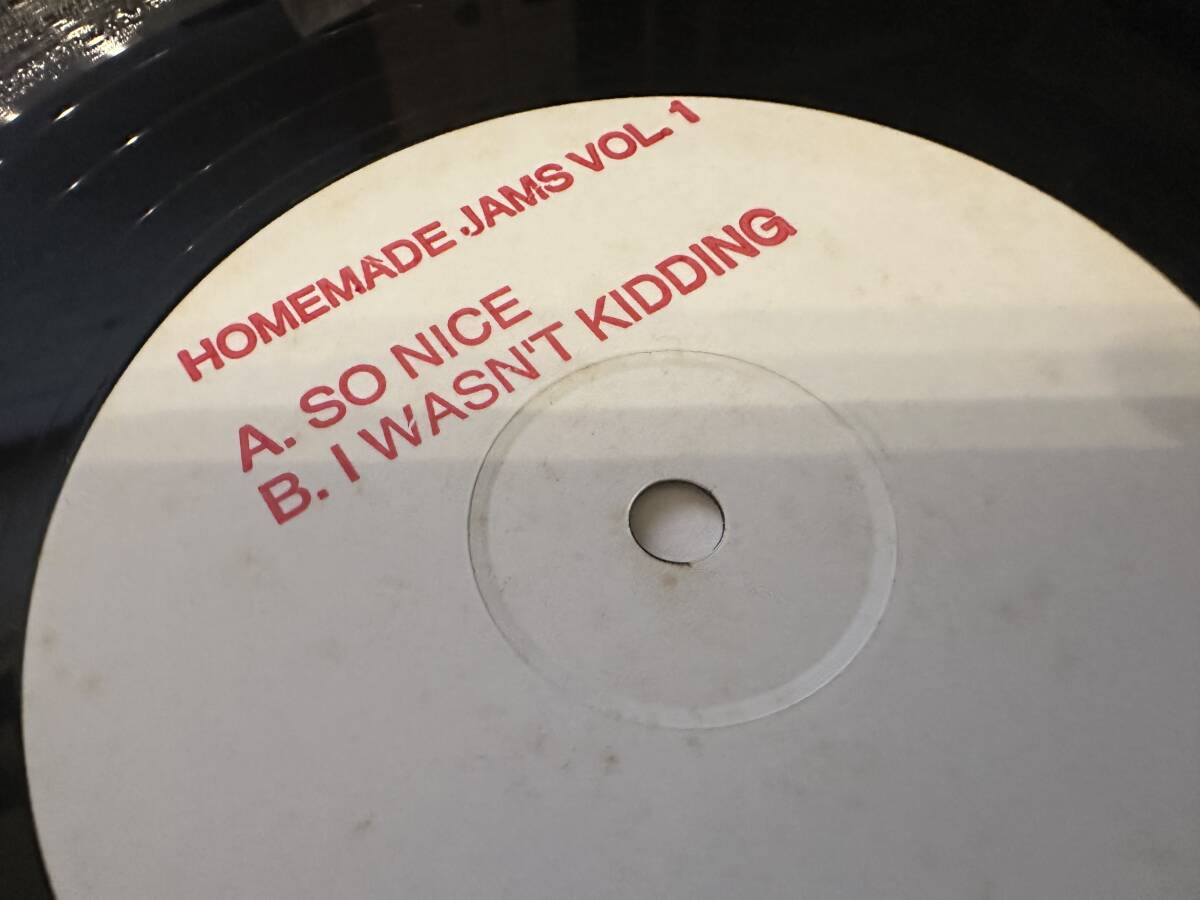 HOMEMADE JAMS VOL. 1
A. SO NICE
B. I WASN'T KIDDING